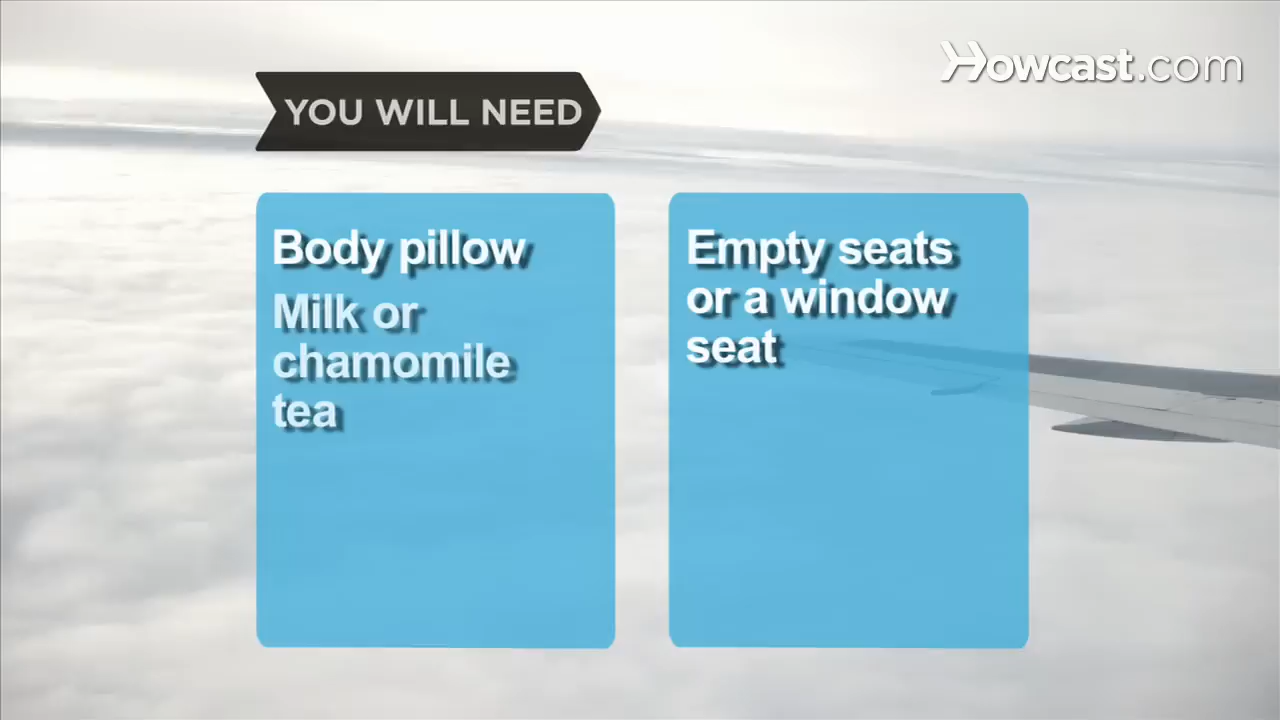 Howcast.com
YOU WILL NEED
Body pillow
Milk or
chamomile
tea
Empty seats
or a window
seat